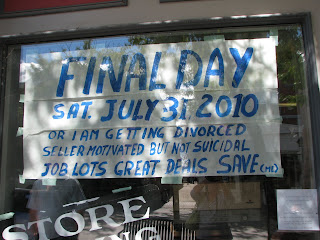 FINAL DAY
SAT. JULY 31 2010
OR I AM GETTING DIVORCED
SELLER MOTIVATED BUT NOT SUICIDAL
JOB LOTS GREAT DEALS SAVE (ME)
STORE